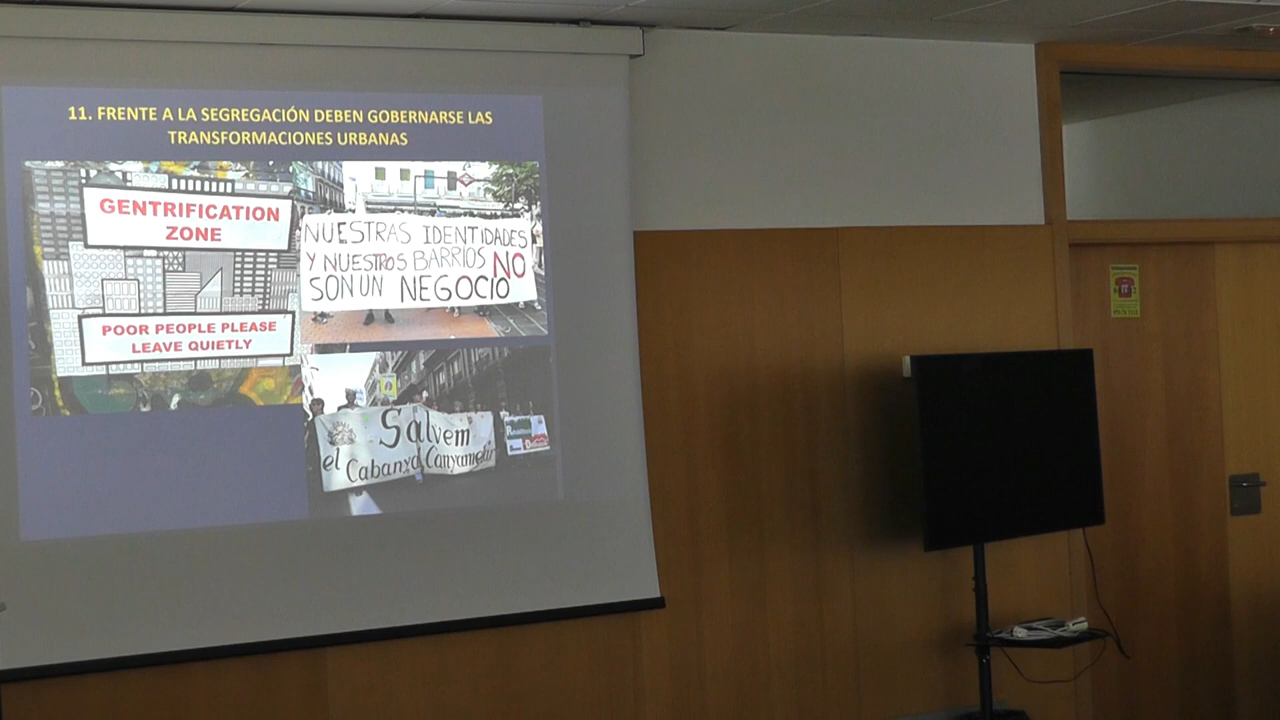 11. FRENTE A LA SEGREGACIÓN DEBEN GOBERNARSE LAS
TRANSFORMACIONES URBANAS
GENTRIFICATION
ZONE
POOR PEOPLE PLEASE
LEAVE QUIETLY
NUESTRAS IDENTIDADES
Y NUESTROS BARRIOS NO
SON UN NEGOCIO
Salvem
el Cabanyal Canyamelar